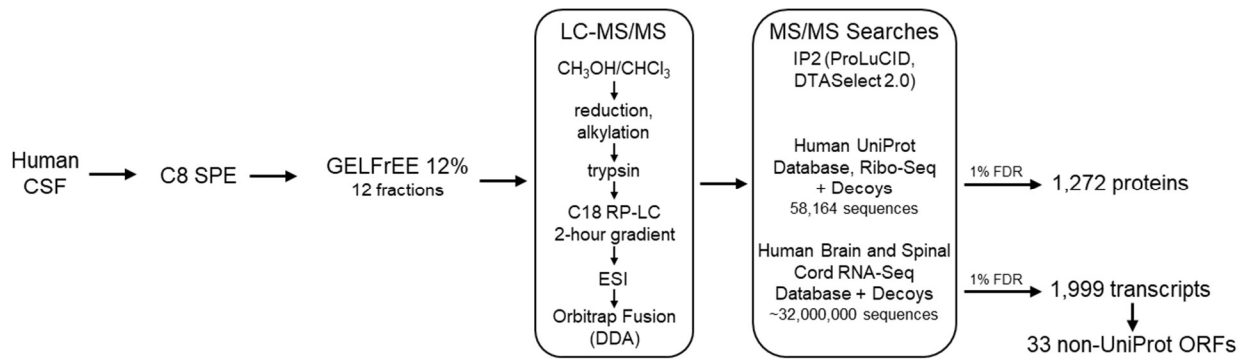 Human
CSF
C8 SPE
GELFrEE 12%
12 fractions
LC-MS/MS
CH₃OH/CHCl₃
reduction,
alkylation
trypsin
C18 RP-LC
2-hour gradient
ESI
Orbitrap Fusion
(DDA)
MS/MS Searches
IP2 (ProLuCID,
DTASelect 2.0)
Human UniProt
Database, Ribo-Seq
+ Decoys
58,164 sequences
Human Brain and Spinal
Cord RNA-Seq
Database + Decoys
~32,000,000 sequences
1% FDR
1,272 proteins
1% FDR
1,999 transcripts
33 non-UniProt ORFs